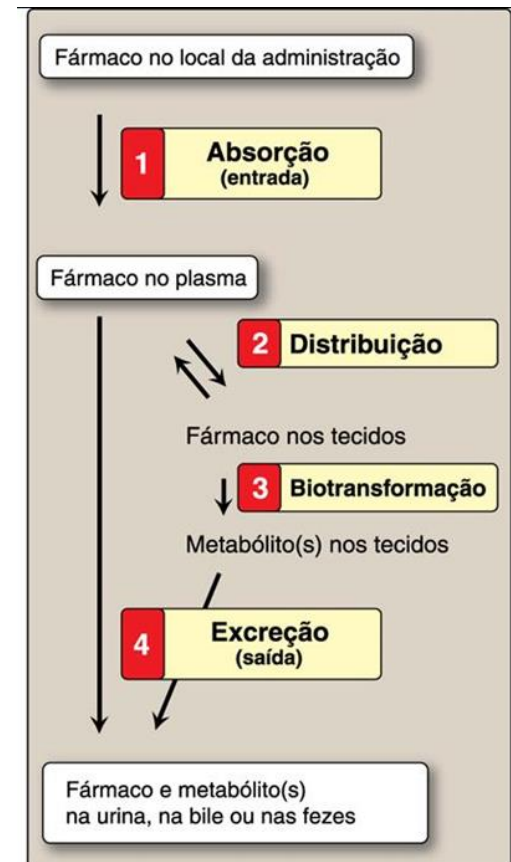 Fármaco no local da administração
1
Absorção
(entrada)
Fármaco no plasma
2
Distribuição
Fármaco nos tecidos
3
Biotransformação
Metabólito(s) nos tecidos
4
Excreção
(saída)
Fármaco e metabólito(s)
na urina, na bile ou nas fezes